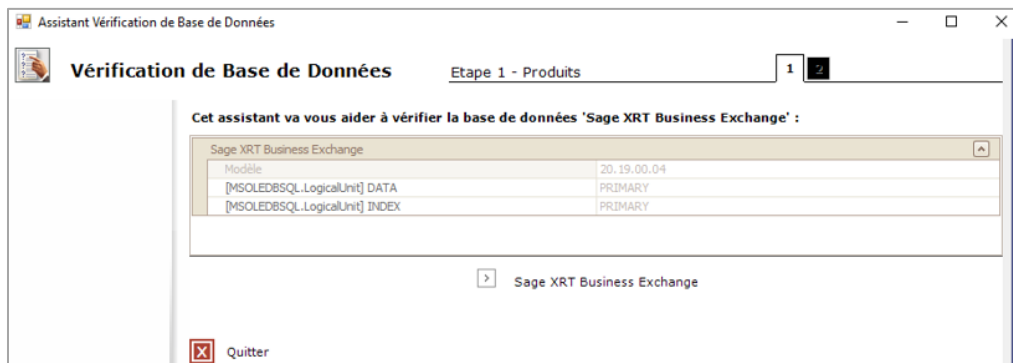 Assistant Vérification de Base de Données
Vérification de Base de Données
Etape 1 - Produits
1 2
Cet assistant va vous aider à vérifier la base de données 'Sage XRT Business Exchange' :
Sage XRT Business Exchange
Modèle 20.19.00.04
[MSOLEDBSQL.LogicalUnit] DATA PRIMARY
[MSOLEDBSQL.LogicalUnit] INDEX PRIMARY
Sage XRT Business Exchange
Quitter